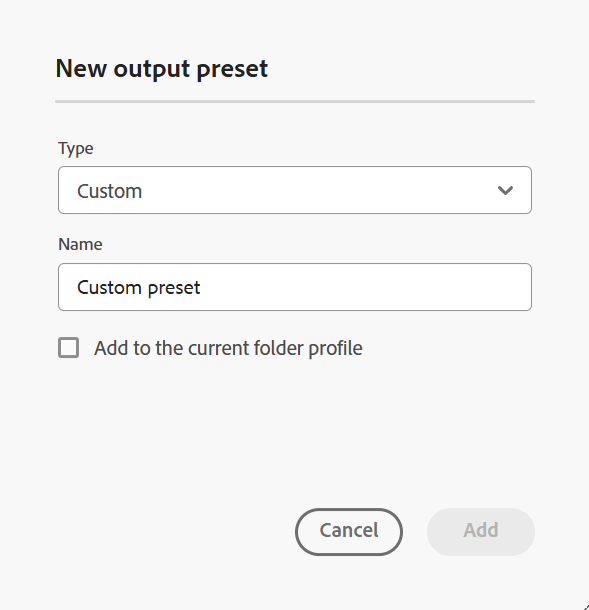 New output preset
Type
Custom
Name
Custom preset
Add to the current folder profile
Cancel
Add